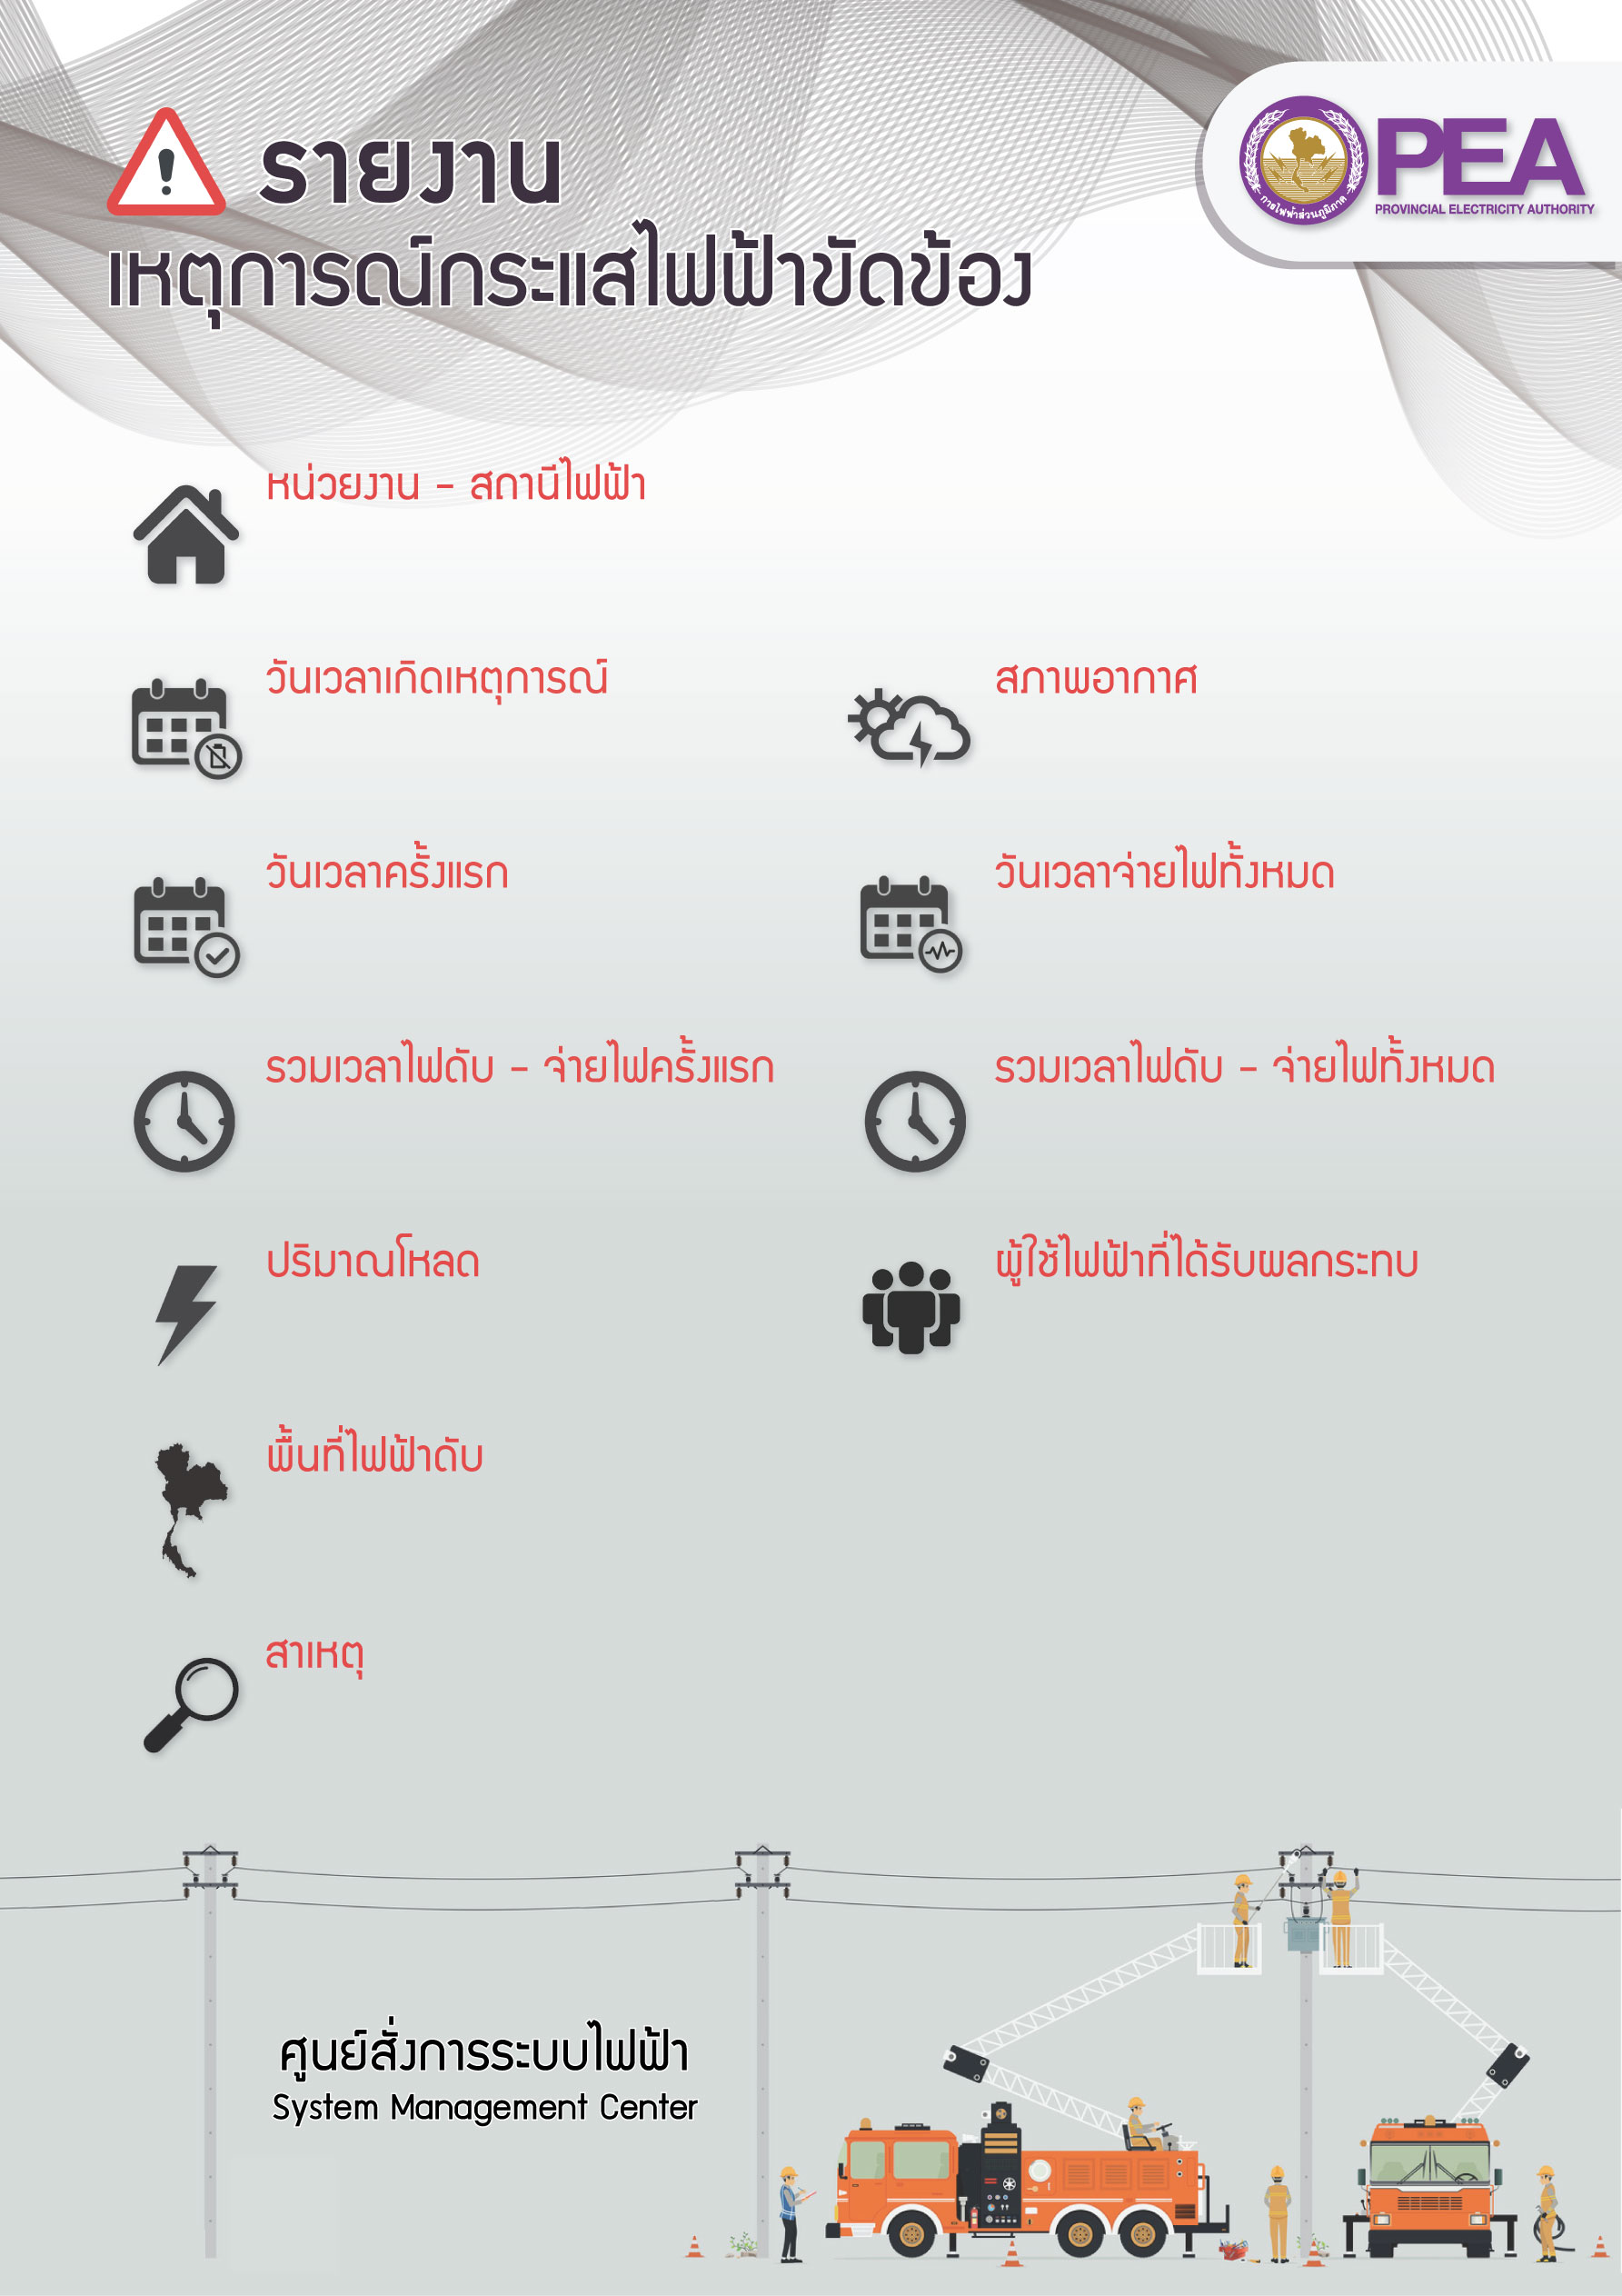 รายงาน
เหตุการณ์กระแสไฟฟ้าขัดข้อง
การไฟฟ้าส่วนภูมิภาค
PEA
PROVINCIAL ELECTRICITY AUTHORITY
หน่วยงาน - สถานีไฟฟ้า
วันเวลาเกิดเหตุการณ์
สภาพอากาศ
วันเวลาครั้งแรก
วันเวลาจ่ายไฟทั้งหมด
รวมเวลาไฟดับ - จ่ายไฟครั้งแรก
รวมเวลาไฟดับ - จ่ายไฟทั้งหมด
ปริมาณโหลด
ผู้ใช้ไฟฟ้าที่ได้รับผลกระทบ
พื้นที่ไฟฟ้าดับ
สาเหตุ
ศูนย์สั่งการระบบไฟฟ้า
System Management Center